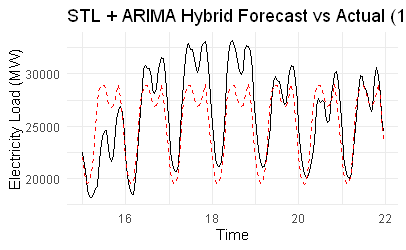 STL + ARIMA Hybrid Forecast vs Actual (1
Electricity Load (MW)
30000
25000
20000
16
18
20
22
Time